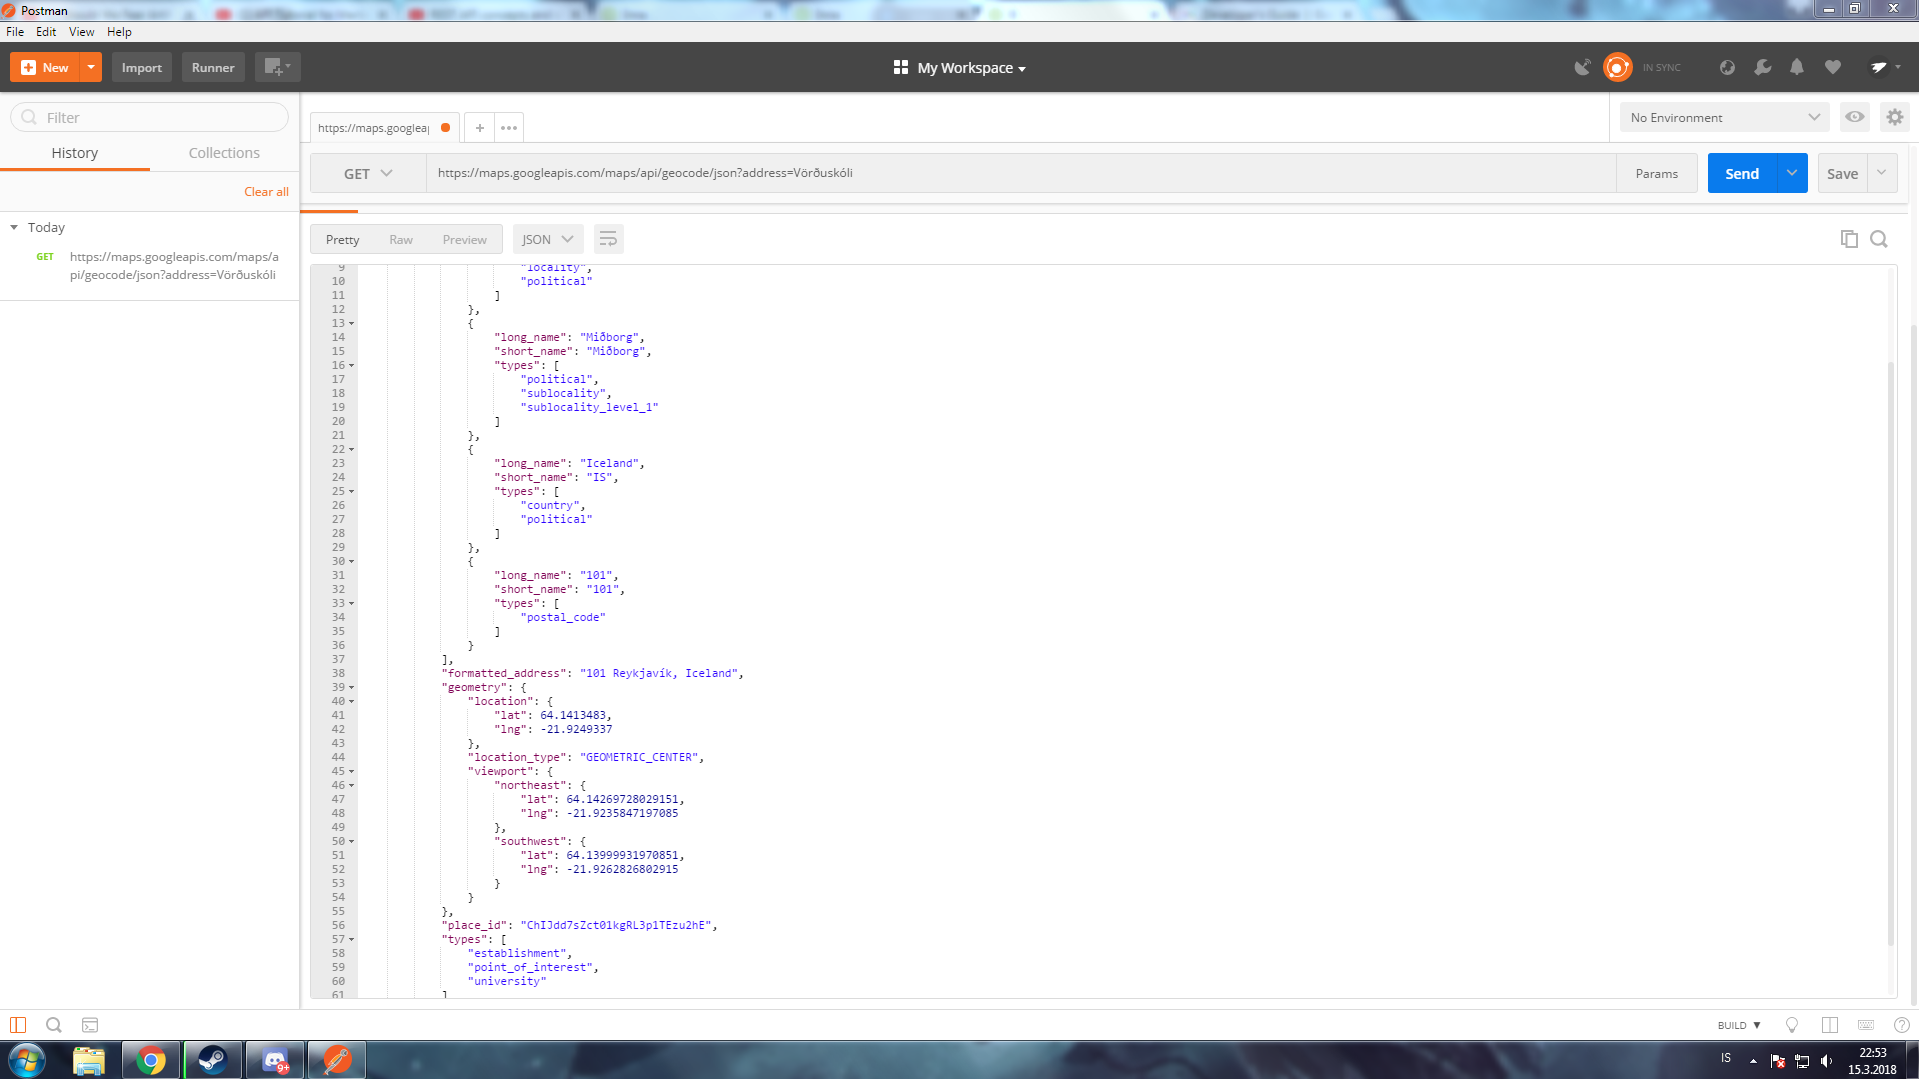 Postman
File Edit View Help
New Import Runner My Workspace IN SYNC
Filter
History Collections
Clear all
Today
GET https://maps.googleapis.com/maps/a
pi/geocode/json?address=Vörðuskóli
https://maps.googlea
+ •••
No Environment
GET https://maps.googleapis.com/maps/api/geocode/json?address=Vörðuskóli Params Send Save
Pretty Raw Preview JSON
9 "locality",
10 "political"
11 ]
12 },
13 {
14 "long_name": "Miðborg",
15 "short_name": "Miðborg",
16 "types": [
17 "political",
18 "sublocality",
19 "sublocality_level_1"
20 ]
21 },
22 {
23 "long_name": "Iceland",
24 "short_name": "IS",
25 "types": [
26 "country",
27 "political"
28 ]
29 },
30 {
31 "long_name": "101",
32 "short_name": "101",
33 "types": [
34 "postal_code"
35 ]
36 }
37 ],
38 "formatted_address": "101 Reykjavík, Iceland",
39 "geometry": {
40 "location": {
41 "lat": 64.1413483,
42 "lng": -21.9249337
43 },
44 "location_type": "GEOMETRIC_CENTER",
45 "viewport": {
46 "northeast": {
47 "lat": 64.14269728029151,
48 "lng": -21.9235847197085
49 },
50 "southwest": {
51 "lat": 64.13999931970851,
52 "lng": -21.9262826802915
53 }
54 }
55 },
56 "place_id": "ChIJdd7sZct01kgRL3p1TEzu2hE",
57 "types": [
58 "establishment",
59 "point_of_interest",
60 "university"
61 ]
BUILD
9+
IS
22:53
15.3.2018